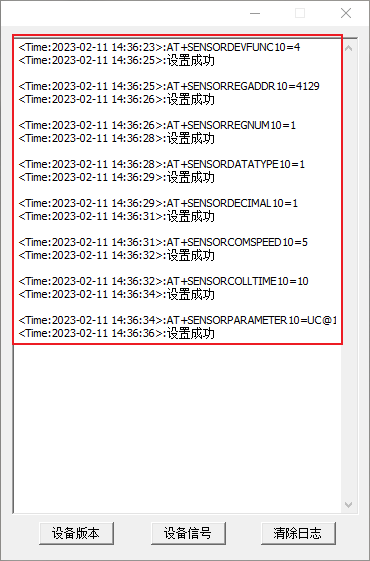 <Time:2023-02-11 14:36:23>:AT+SENSORDEVFUNC10=4
<Time:2023-02-11 14:36:25>:设置成功
<Time:2023-02-11 14:36:25>:AT+SENSORREGADDR10=4129
<Time:2023-02-11 14:36:26>:设置成功
<Time:2023-02-11 14:36:26>:AT+SENSORREGNUM10=1
<Time:2023-02-11 14:36:28>:设置成功
<Time:2023-02-11 14:36:28>:AT+SENSORDATATYPE10=1
<Time:2023-02-11 14:36:29>:设置成功
<Time:2023-02-11 14:36:29>:AT+SENSORDECIMAL10=1
<Time:2023-02-11 14:36:31>:设置成功
<Time:2023-02-11 14:36:31>:AT+SENSORCOMSPEED10=5
<Time:2023-02-11 14:36:32>:设置成功
<Time:2023-02-11 14:36:32>:AT+SENSORCOLLTIME10=10
<Time:2023-02-11 14:36:34>:设置成功
<Time:2023-02-11 14:36:34>:AT+SENSORPARAMETER10=UC@1
<Time:2023-02-11 14:36:36>:设置成功
设备版本 设备信号 清除日志